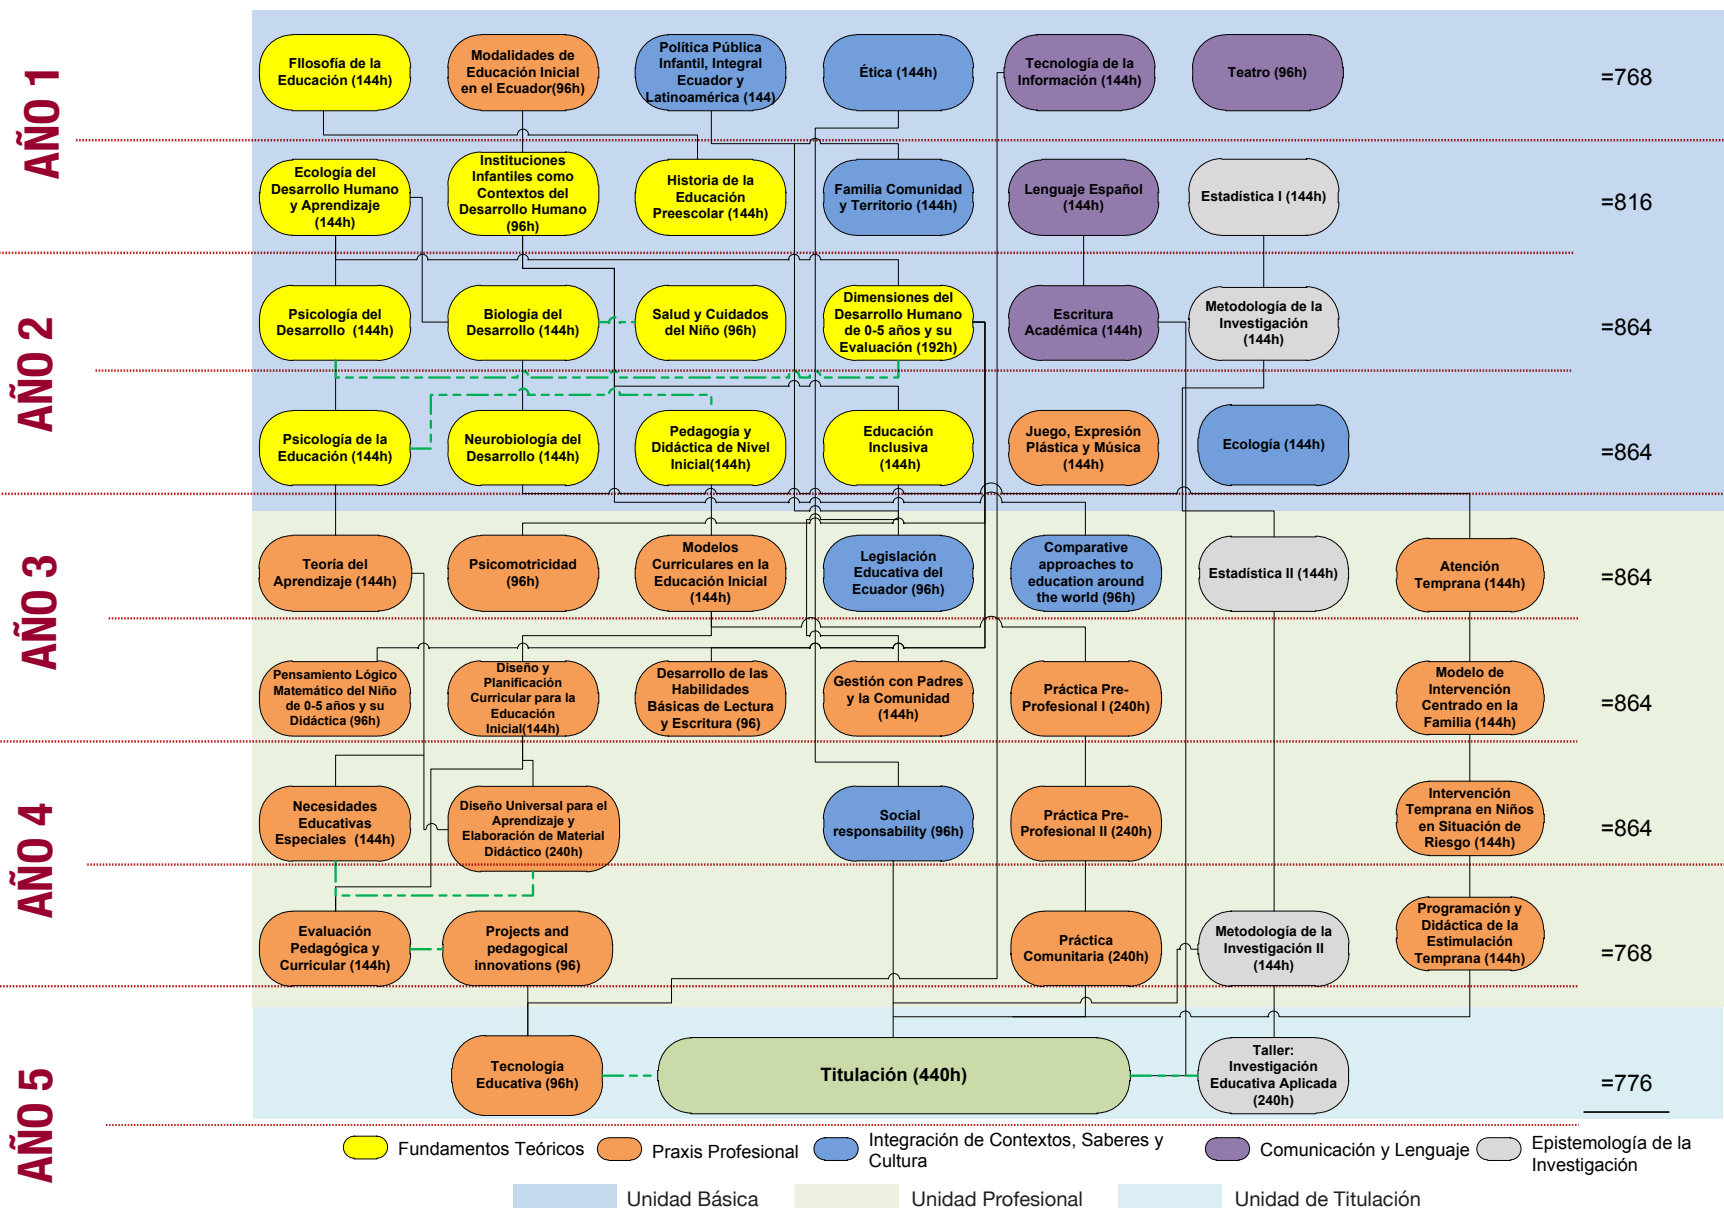 AÑO 1
FIlosofía de la
Educación (144h)
Modalidades de
Educación Inicial
en el Ecuador(96h)
Política Pública
Infantil, Integral
Ecuador y
Latinoamérica (144)
Ética (144h)
Tecnología de la
Información (144h)
Teatro (96h)
=768
Ecología del
Desarrollo Humano
y Aprendizaje
(144h)
Instituciones
Infantiles como
Contextos del
Desarrollo Humano
(96h)
Historia de la
Educación
Preescolar (144h)
Familia Comunidad
y Territorio (144h)
Lenguaje Español
(144h)
Estadística I (144h)
=816
AÑO 2
Psicología del
Desarrollo (144h)
Biología del
Desarrollo (144h)
Salud y Cuidados
del Niño (96h)
Dimensiones del
Desarrollo Humano
de 0-5 años y su
Evaluación (192h)
Escritura
Académica (144h)
Metodología de la
Investigación
(144h)
=864
Psicología de la
Educación (144h)
Neurobiología del
Desarrollo (144h)
Pedagogía y
Didáctica de Nivel
Inicial(144h)
Educación
Inclusiva
(144h)
Juego, Expresión
Plástica y Música
(144h)
Ecología (144h)
=864
AÑO 3
Teoría del
Aprendizaje (144h)
Psicomotricidad
(96h)
Modelos
Curriculares en la
Educación Inicial
(144h)
Legislación
Educativa del
Ecuador (96h)
Comparative
approaches to
education around
the world (96h)
Estadística II (144h)
Atención
Temprana (144h)
=864
Pensamiento Lógico
Matemático del Niño
de 0-5 años y su
Didáctica (96h)
Diseño y
Planificación
Curricular para la
Educación
Inicial(144h)
Desarrollo de las
Habilidades
Básicas de Lectura
y Escritura (96)
Gestión con Padres
y la Comunidad
(144h)
Práctica Pre-
Profesional I (240h)
Modelo de
Intervención
Centrado en la
Familia (144h)
=864
AÑO 4
Necesidades
Educativas
Especiales (144h)
Diseño Universal para el
Aprendizaje y
Elaboración de Material
Didáctico (240h)
Social
responsability (96h)
Práctica Pre-
Profesional II (240h)
Intervención
Temprana en Niños
en Situación de
Riesgo (144h)
=864
Evaluación
Pedagógica y
Curricular (144h)
Projects and
pedagogical
innovations (96)
Práctica
Comunitaria (240h)
Metodología de la
Investigación II
(144h)
Programación y
Didáctica de la
Estimulación
Temprana (144h)
=768
AÑO 5
Tecnología
Educativa (96h)
Titulación (440h)
Taller:
Investigación
Educativa Aplicada
(240h)
=776
Fundamentos Teóricos
Praxis Profesional
Integración de Contextos, Saberes y
Cultura
Comunicación y Lenguaje
Epistemología de la
Investigación
Unidad Básica
Unidad Profesional
Unidad de Titulación